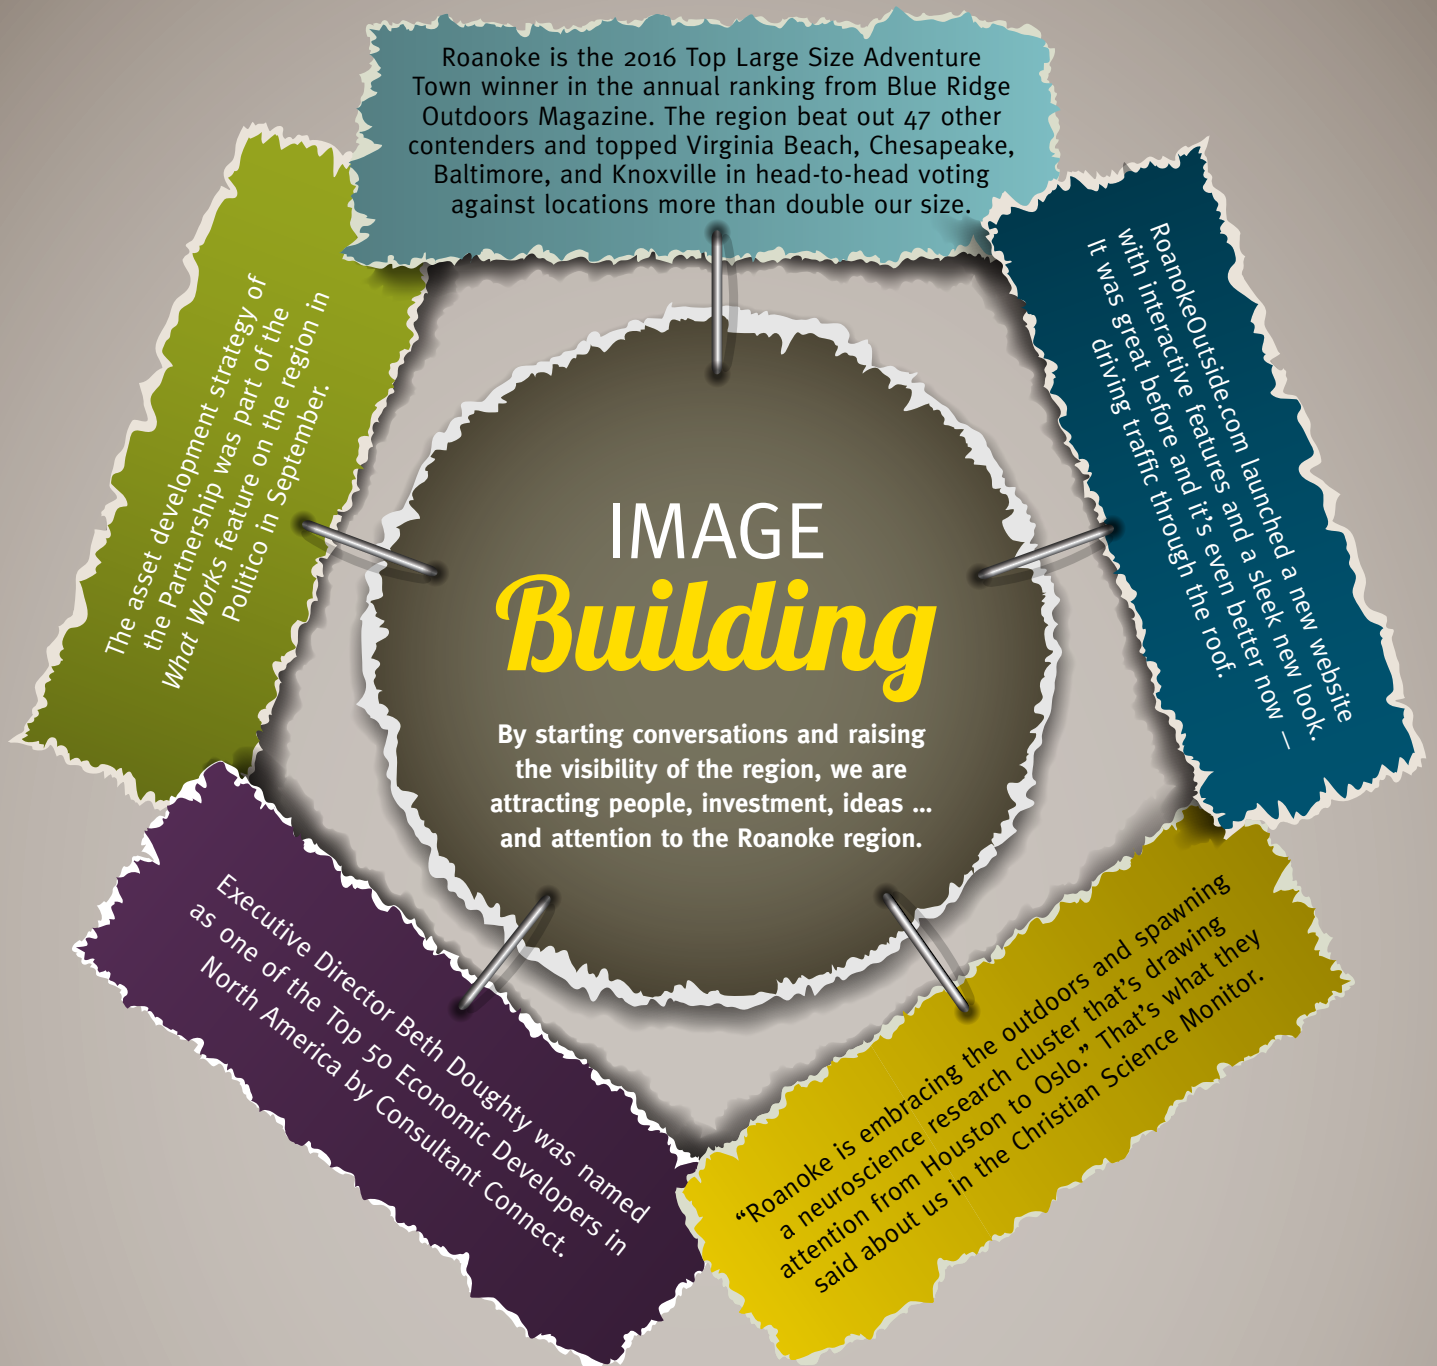 Roanoke is the 2016 Top Large Size Adventure
Town winner in the annual ranking from Blue Ridge
Outdoors Magazine. The region beat out 47 other
contenders and topped Virginia Beach, Chesapeake,
Baltimore, and Knoxville in head-to-head voting
against locations more than double our size.
RoanokeOutside.com launched a new website
with interactive features and a sleek new look.
It was great before and it's even better now —
driving traffic through the roof.
The asset development strategy of
the Partnership was part of the
What Works feature on the region in
Politico in September.
IMAGE
Building
By starting conversations and raising
the visibility of the region, we are
attracting people, investment, ideas ...
and attention to the Roanoke region.
Executive Director Beth Doughty was named
as one of the Top 50 Economic Developers in
North America by Consultant Connect.
“Roanoke is embracing the outdoors and spawning
a neuroscience research cluster that's drawing
attention from Houston to Oslo.” That's what they
said about us in the Christian Science Monitor.